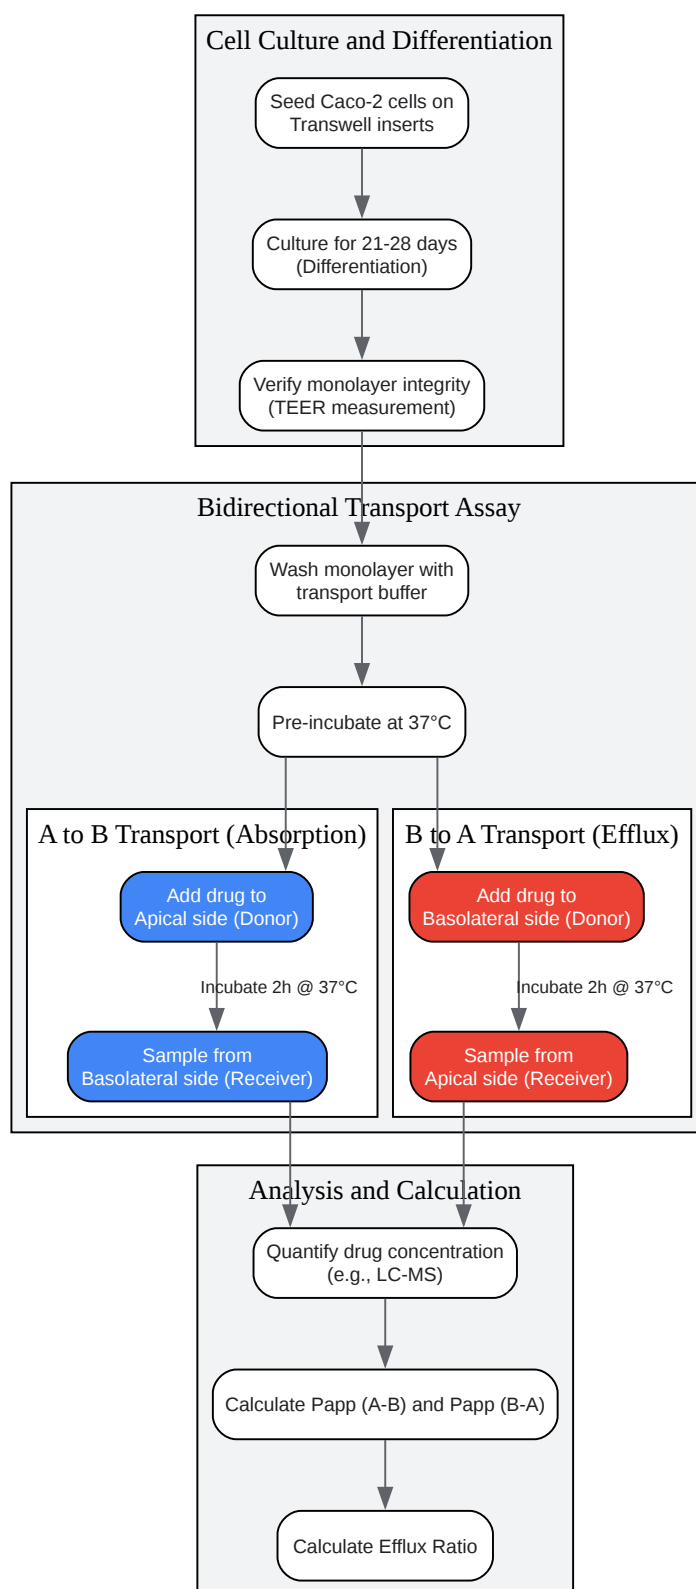 Cell Culture and Differentiation
Seed Caco-2 cells on
Transwell inserts
Culture for 21-28 days
(Differentiation)
Verify monolayer integrity
(TEER measurement)
Bidirectional Transport Assay
Wash monolayer with
transport buffer
Pre-incubate at 37°C
A to B Transport (Absorption)
Add drug to
Apical side (Donor)
Incubate 2h @ 37°C
Sample from
Basolateral side (Receiver)
B to A Transport (Efflux)
Add drug to
Basolateral side (Donor)
Incubate 2h @ 37°C
Sample from
Apical side (Receiver)
Analysis and Calculation
Quantify drug concentration
(e.g., LC-MS)
Calculate Papp (A-B) and Papp (B-A)
Calculate Efflux Ratio